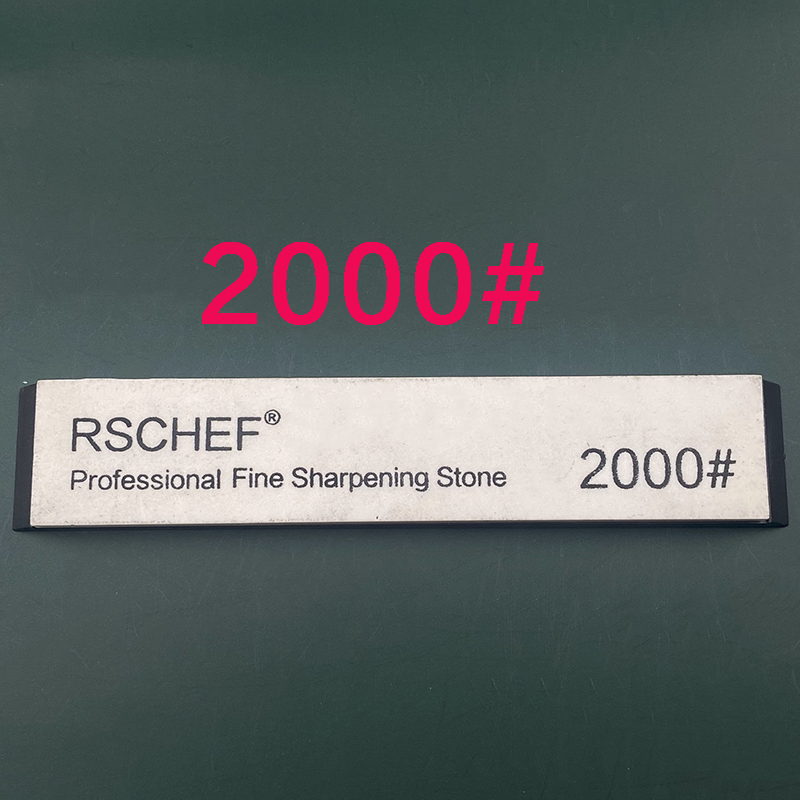 2000#
RSCHEF®
Professional Fine Sharpening Stone
2000#